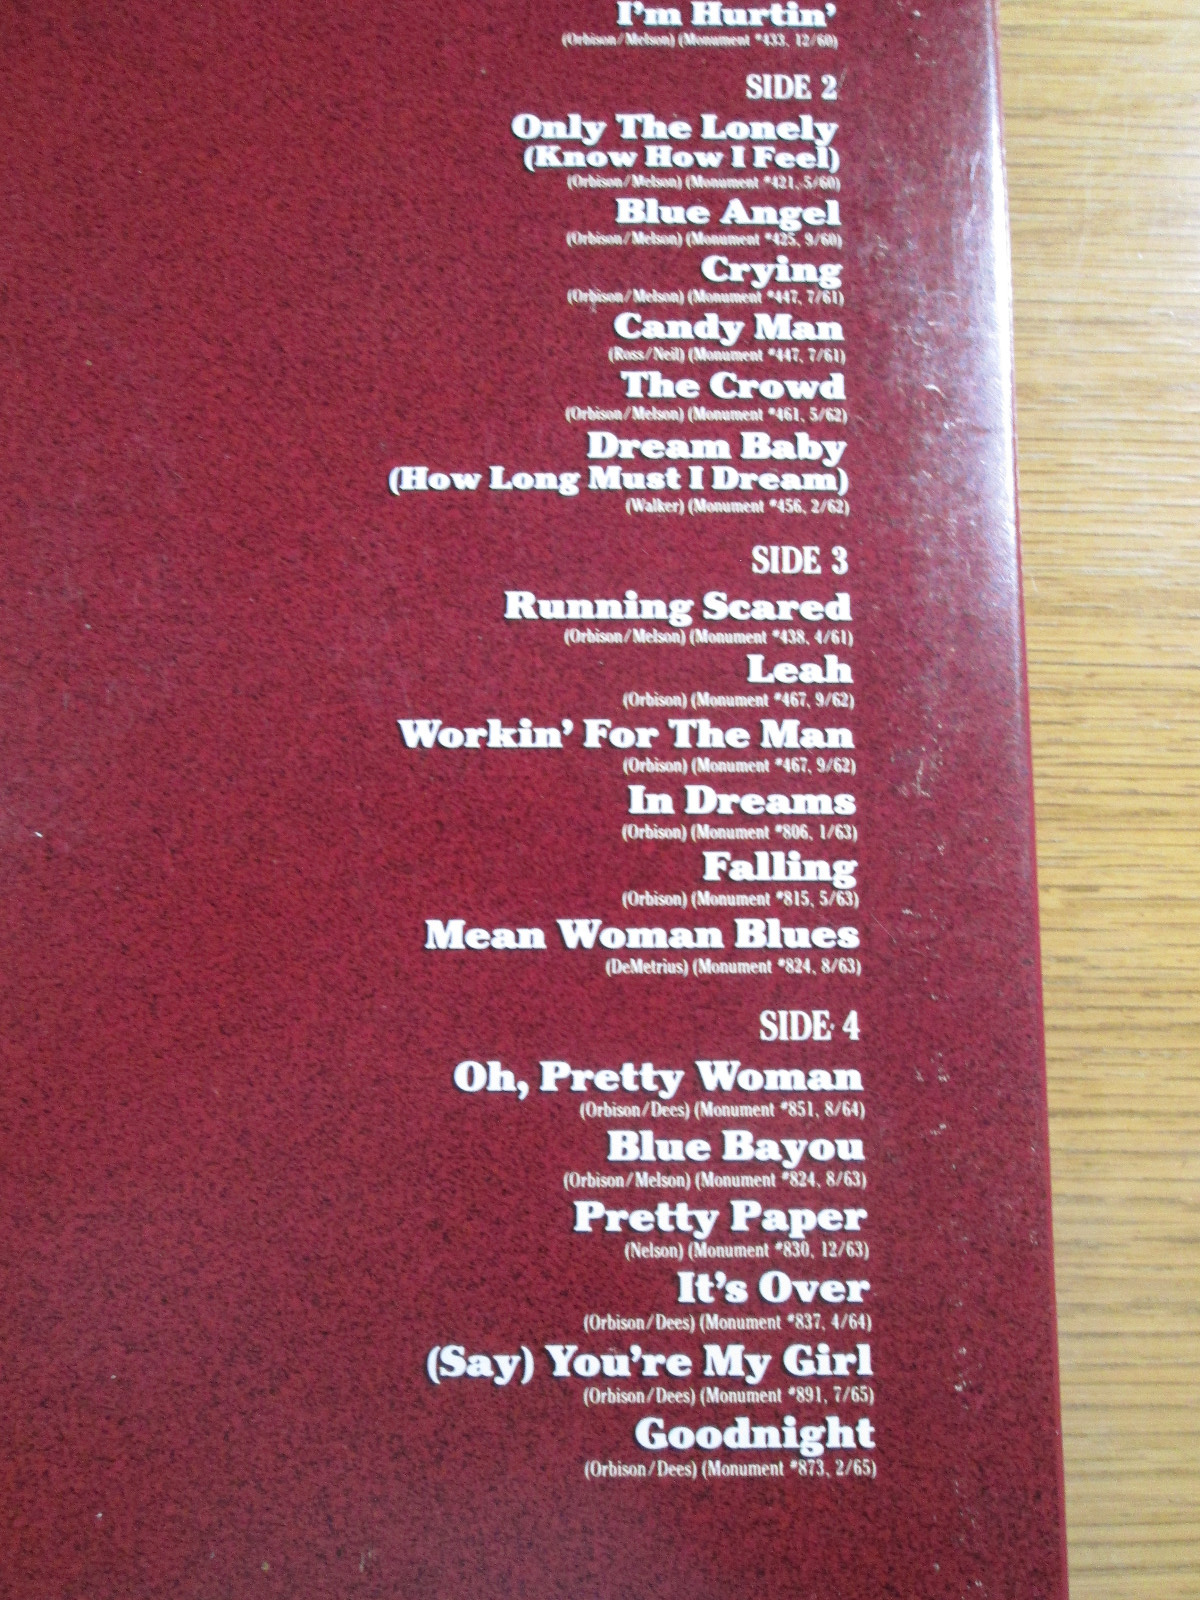 I'm Hurtin'
(Orbison/Melson) (Monument #433, 12/60)
SIDE 2
Only The Lonely
(Know How I Feel)
(Orbison/Melson) (Monument #421, 5/60)
Blue Angel
(Orbison/Melson) (Monument #425, 9/60)
Crying
(Orbison/Melson) (Monument #447, 7/61)
Candy Man
(Ross/Neil) (Monument #447, 7/61)
The Crowd
(Orbison/Melson) (Monument #461, 5/62)
Dream Baby
(How Long Must I Dream)
(Walker) (Monument #456, 2/62)
SIDE 3
Running Scared
(Orbison/Melson) (Monument #438, 4/61)
Leah
(Orbison) (Monument #467, 9/62)
Workin' For The Man
(Orbison) (Monument #467, 9/62)
In Dreams
(Orbison) (Monument #806, 1/63)
Falling
(Orbison) (Monument #815, 5/63)
Mean Woman Blues
(DeMetrius) (Monument #824, 8/63)
SIDE 4
Oh, Pretty Woman
(Orbison/Dees) (Monument #851, 8/64)
Blue Bayou
(Orbison/Melson) (Monument #824, 8/63)
Pretty Paper
(Nelson) (Monument #830, 12/63)
It's Over
(Orbison/Dees) (Monument #837, 4/64)
(Say) You're My Girl
(Orbison/Dees) (Monument #891, 7/65)
Goodnight
(Orbison/Dees) (Monument #873, 2/65)